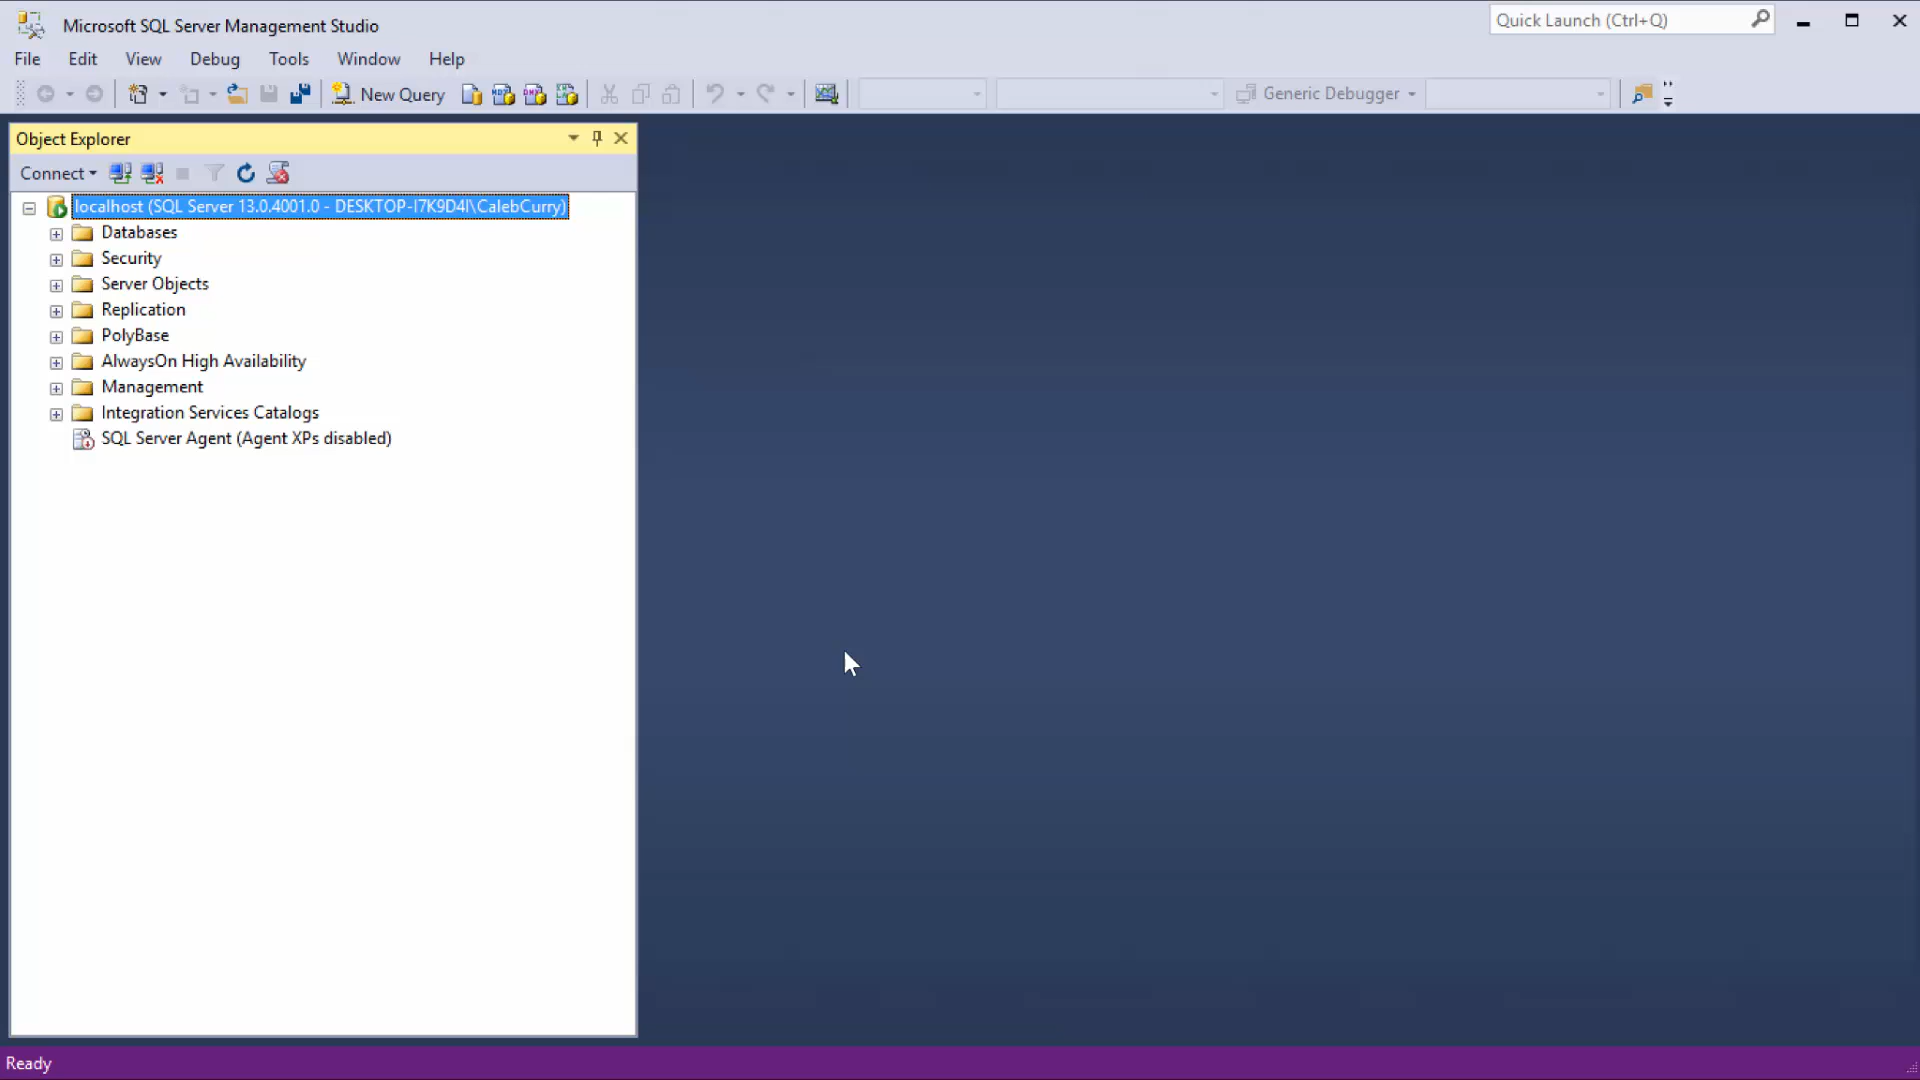 Microsoft SQL Server Management Studio
Quick Launch (Ctrl+Q)
File Edit View Debug Tools Window Help
New Query
Generic Debugger
Object Explorer
Connect
localhost (SQL Server 13.0.4001.0 - DESKTOP-I7K9D4I\CalebCurry)
Databases
Security
Server Objects
Replication
PolyBase
AlwaysOn High Availability
Management
Integration Services Catalogs
SQL Server Agent (Agent XPs disabled)
Ready